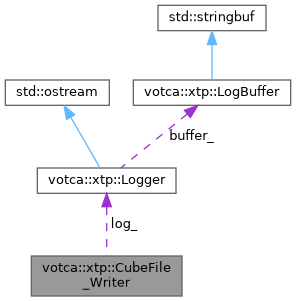 std::stringbuf
std::ostream
votca::xtp::LogBuffer
buffer_
votca::xtp::Logger
log_
votca::xtp::CubeFile
_Writer